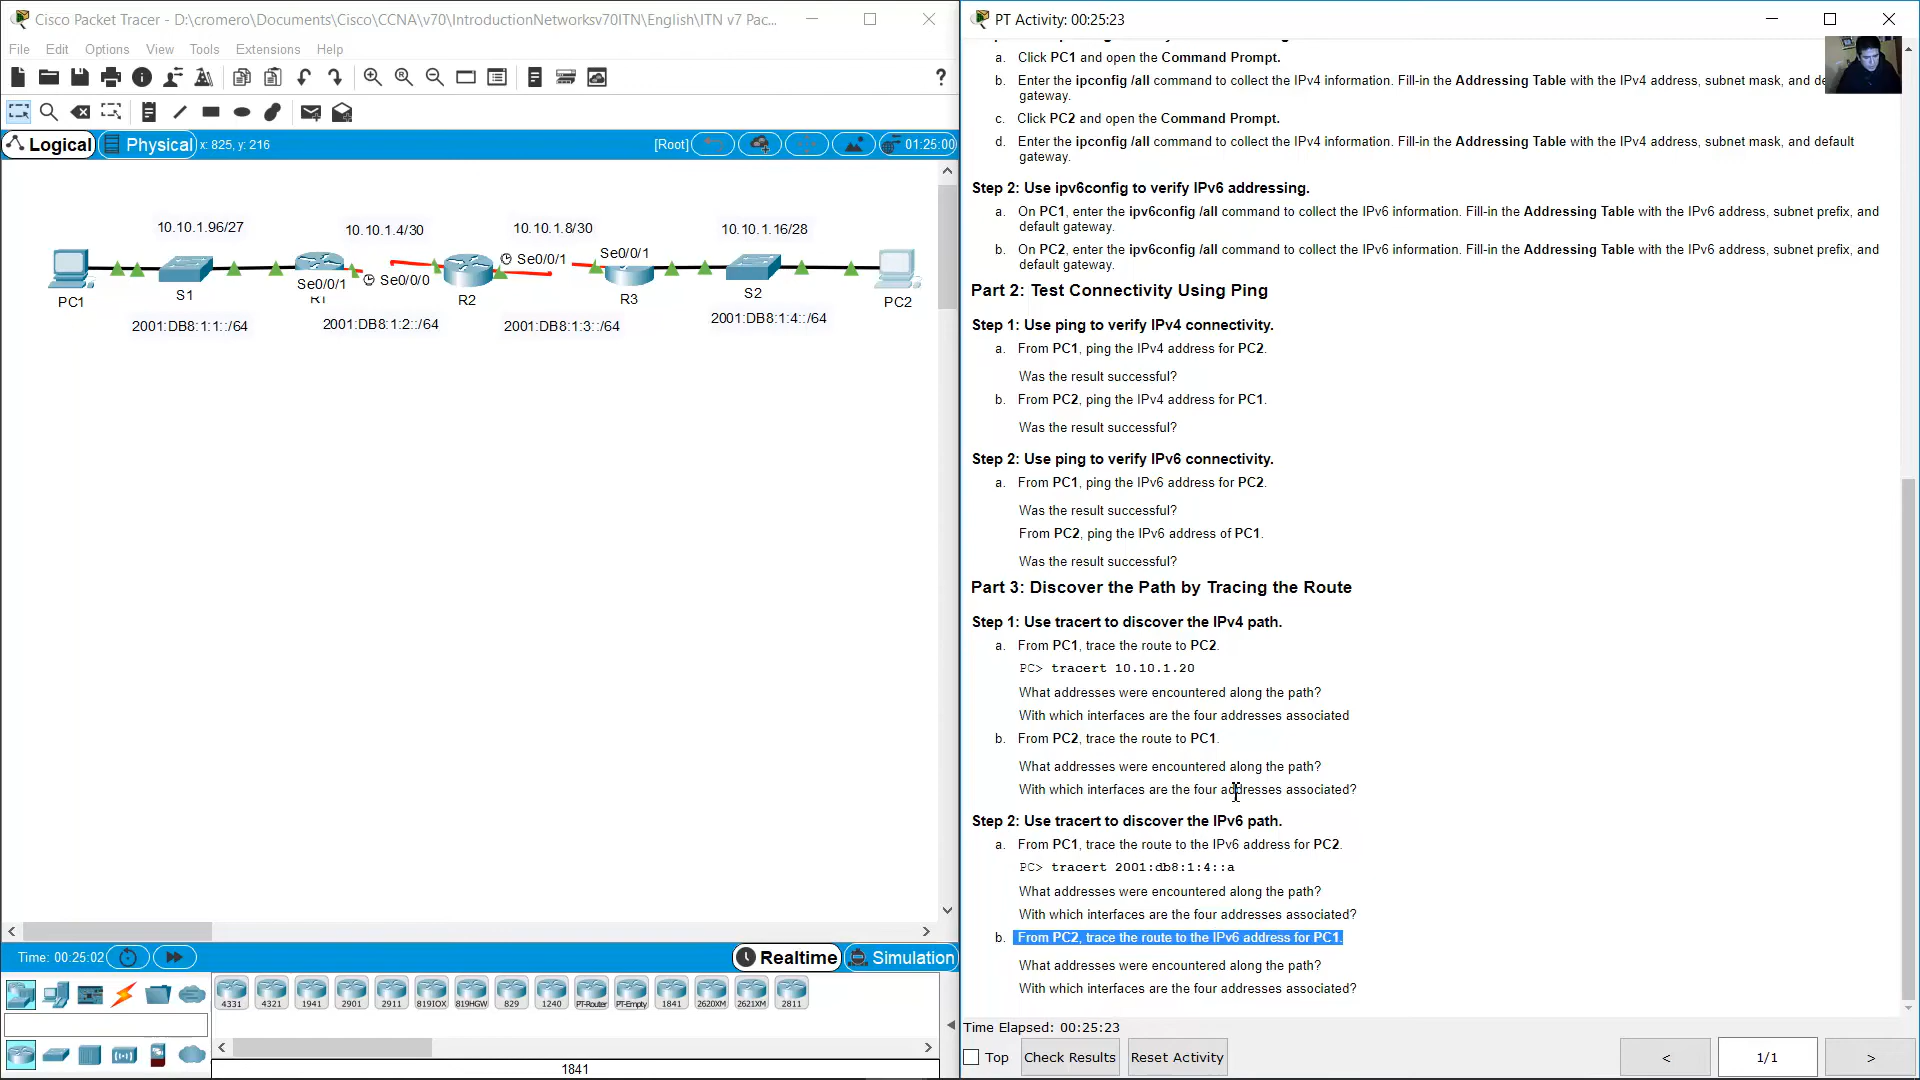 Cisco Packet Tracer - D:\cromero\Documents\Cisco\CCNA\v70\IntroductionNetworksv70ITN\English\ITN v7 Pac...
File Edit Options View Tools Extensions Help
?
Logical Physical x: 825, y: 216 [Root] 01:25:00
10.10.1.96/27 10.10.1.4/30 10.10.1.8/30 10.10.1.16/28
Se0/0/1 Se0/0/0 Se0/0/1 Se0/0/1
PC1 S1 R1 R2 R3 S2 PC2
2001:DB8:1:1::/64 2001:DB8:1:2::/64 2001:DB8:1:3::/64 2001:DB8:1:4::/64
Time: 00:25:02 Realtime Simulation
4331 4321 1941 2901 2911 819IOX 819HGW 829 1240 PT-Router PT-Empty 1841 2620XM 2621XM 2811
1841
PT Activity: 00:25:23
a. Click PC1 and open the Command Prompt.
b. Enter the ipconfig /all command to collect the IPv4 information. Fill-in the Addressing Table with the IPv4 address, subnet mask, and de
gateway.
c. Click PC2 and open the Command Prompt.
d. Enter the ipconfig /all command to collect the IPv4 information. Fill-in the Addressing Table with the IPv4 address, subnet mask, and default
gateway.
Step 2: Use ipv6config to verify IPv6 addressing.
a. On PC1, enter the ipv6config /all command to collect the IPv6 information. Fill-in the Addressing Table with the IPv6 address, subnet prefix, and
default gateway.
b. On PC2, enter the ipv6config /all command to collect the IPv6 information. Fill-in the Addressing Table with the IPv6 address, subnet prefix, and
default gateway.
Part 2: Test Connectivity Using Ping
Step 1: Use ping to verify IPv4 connectivity.
a. From PC1, ping the IPv4 address for PC2.
Was the result successful?
b. From PC2, ping the IPv4 address for PC1.
Was the result successful?
Step 2: Use ping to verify IPv6 connectivity.
a. From PC1, ping the IPv6 address for PC2.
Was the result successful?
From PC2, ping the IPv6 address of PC1.
Was the result successful?
Part 3: Discover the Path by Tracing the Route
Step 1: Use tracert to discover the IPv4 path.
a. From PC1, trace the route to PC2.
PC> tracert 10.10.1.20
What addresses were encountered along the path?
With which interfaces are the four addresses associated
b. From PC2, trace the route to PC1.
What addresses were encountered along the path?
With which interfaces are the four addresses associated?
Step 2: Use tracert to discover the IPv6 path.
a. From PC1, trace the route to the IPv6 address for PC2.
PC> tracert 2001:db8:1:4::a
What addresses were encountered along the path?
With which interfaces are the four addresses associated?
b. From PC2, trace the route to the IPv6 address for PC1.
What addresses were encountered along the path?
With which interfaces are the four addresses associated?
Time Elapsed: 00:25:23
Top Check Results Reset Activity < 1/1 >